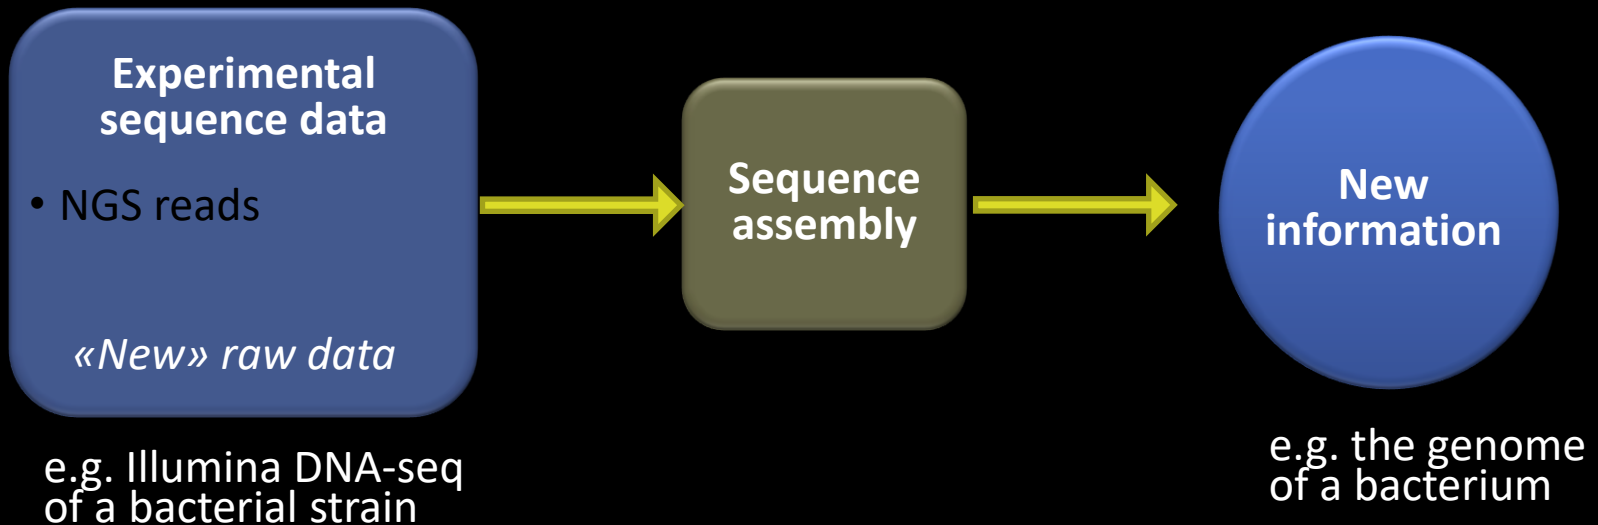 Experimental
sequence data
• NGS reads
«New» raw data
e.g. Illumina DNA-seq
of a bacterial strain
Sequence
assembly
New
information
e.g. the genome
of a bacterium